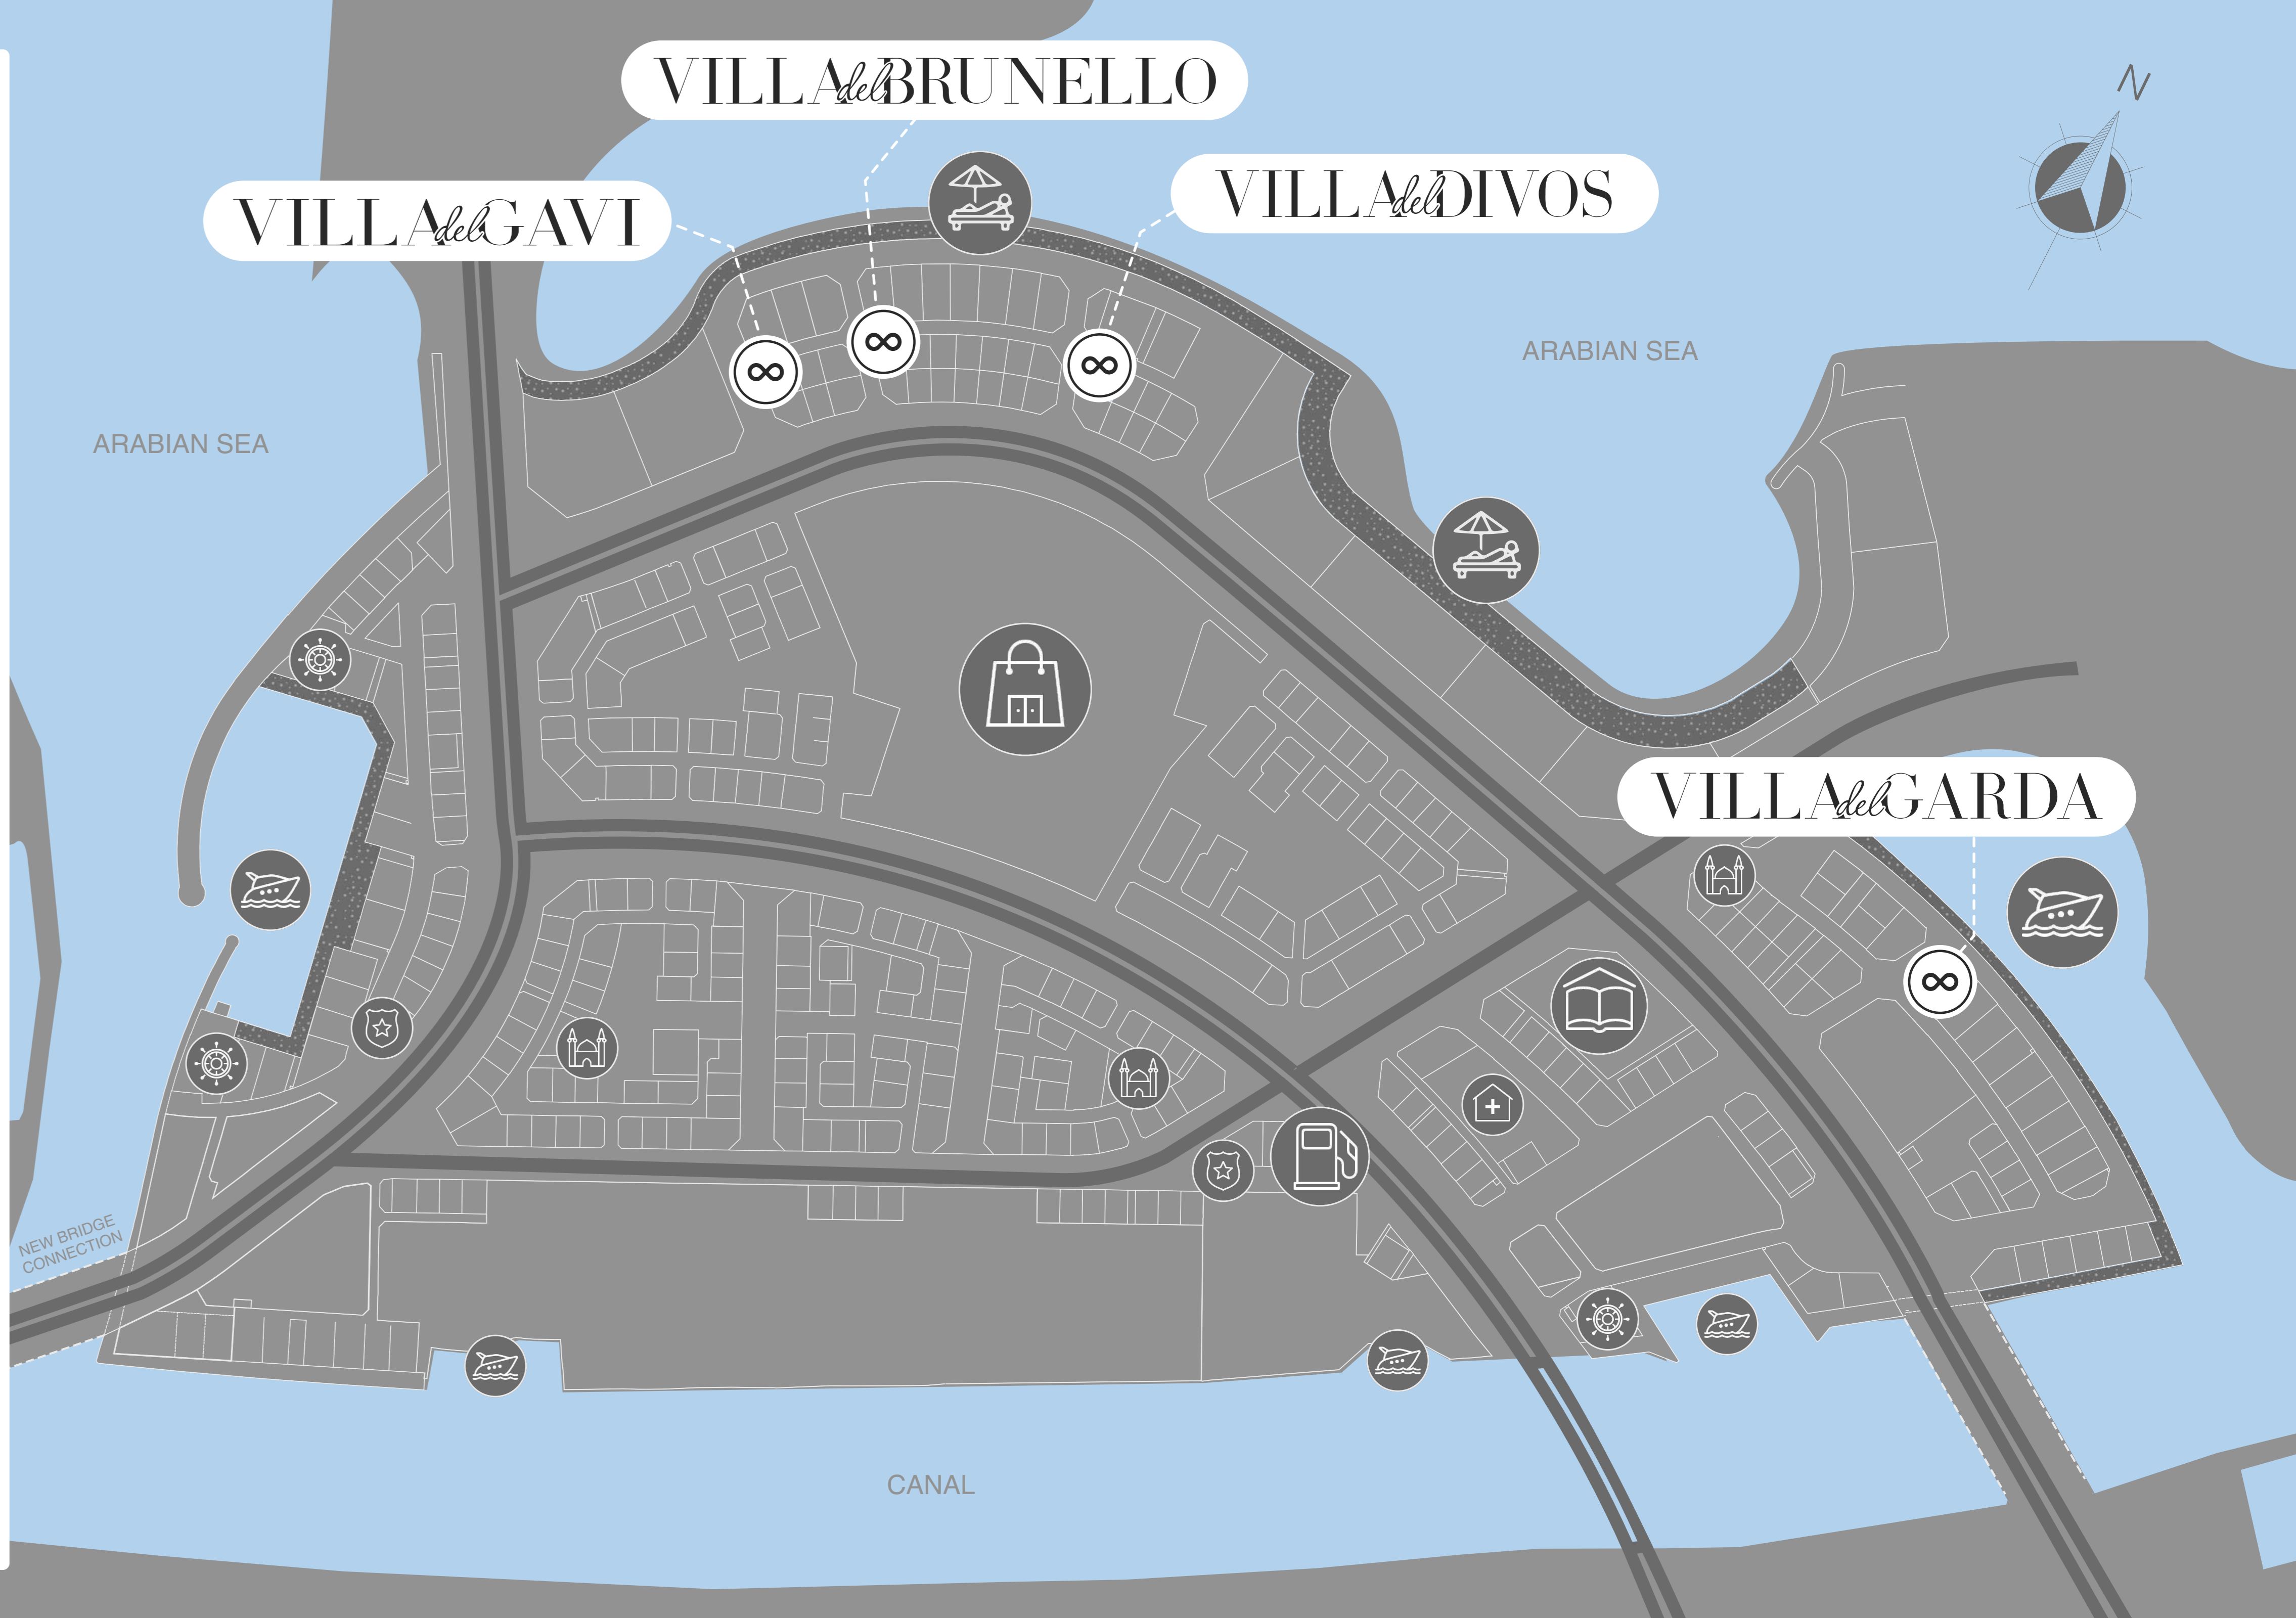 VILLA del BRUNELLO
N
VILLA del DIVOS
VILLA del GAVI
ARABIAN SEA
ARABIAN SEA
VILLA del GARDA
NEW BRIDGE
CONNECTION
CANAL